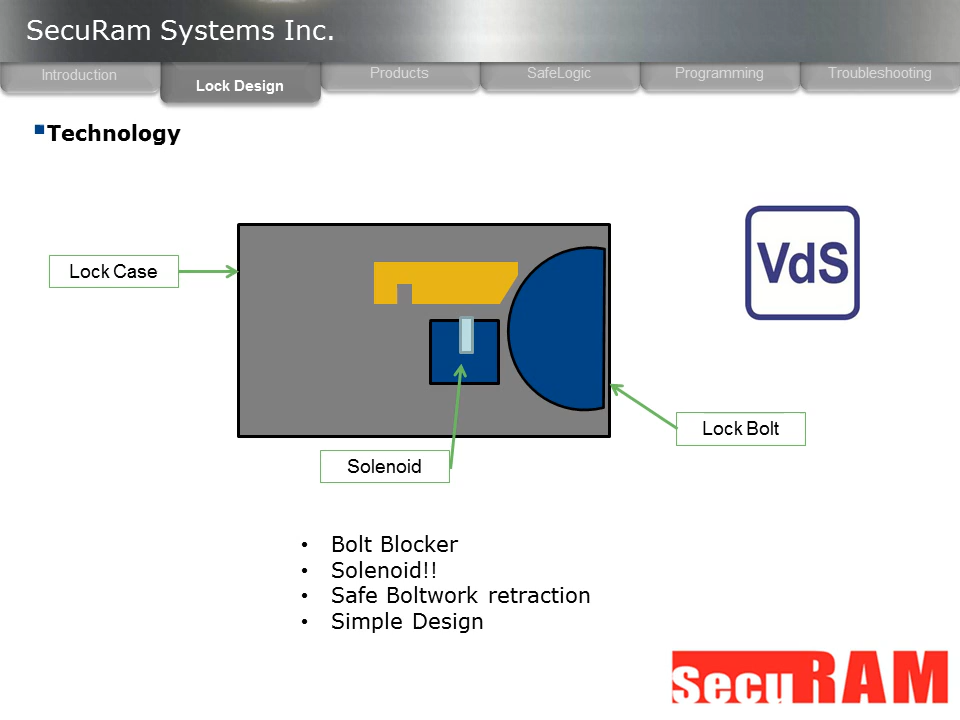 SecuRam Systems Inc.
Introduction
Lock Design
Products
SafeLogic
Programming
Troubleshooting
Technology
Lock Case
VdS
Lock Bolt
Solenoid
• Bolt Blocker
• Solenoid!!
• Safe Boltwork retraction
• Simple Design
SecuRAM